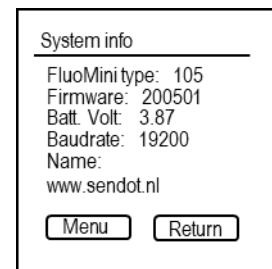 System info
FluoMini type: 105
Firmware: 200501
Batt. Volt: 3.87
Baudrate: 19200
Name:
www.sendot.nl
Menu Return